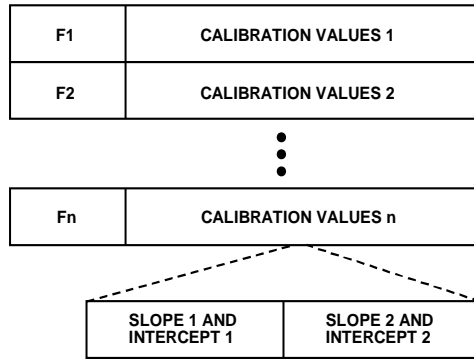 F1 CALIBRATION VALUES 1
F2 CALIBRATION VALUES 2
Fn CALIBRATION VALUES n
SLOPE 1 AND INTERCEPT 1
SLOPE 2 AND INTERCEPT 2